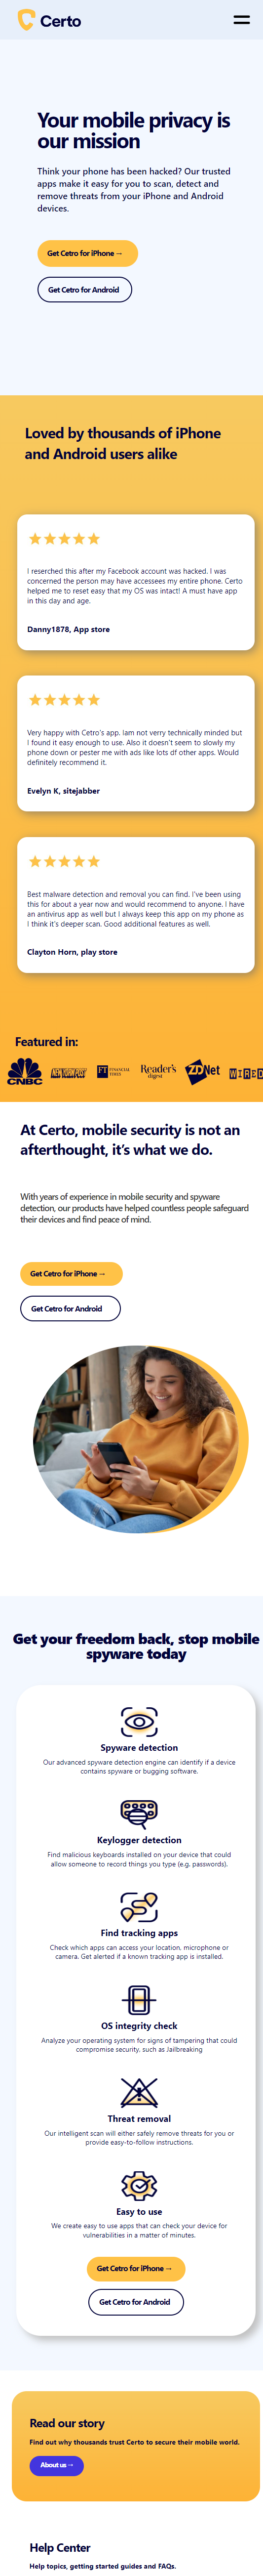 Certo
Your mobile privacy is
our mission
Think your phone has been hacked? Our trusted
apps make it easy for you to scan, detect and
remove threats from your iPhone and Android
devices.
Get Cetro for iPhone →
Get Cetro for Android
Loved by thousands of iPhone
and Android users alike
I reserched this after my Facebook account was hacked. I was
concerned the person may have accessees my entire phone. Certo
helped me to reset easy that my OS was intact! A must have app
in this day and age.
Danny1878, App store
Very happy with Cetro's app. Iam not verry technically minded but
I found it easy enough to use. Also it doesn't seem to slowly my
phone down or pester me with ads like lots df other apps. Would
definitely recommend it.
Evelyn K, sitejabber
Best malware detection and removal you can find. I've been using
this for about a year now and would recommend to anyone. I have
an antivirus app as well but I always keep this app on my phone as
I think it's deeper scan. Good additional features as well.
Clayton Horn, play store
Featured in:
CNBC
NEW YORK POST
FT FINANCIAL
TIMES
Reader's
digest
ZDNet
WIRED
At Certo, mobile security is not an
afterthought, it's what we do.
With years of experience in mobile security and spyware
detection, our products have helped countless people safeguard
their devices and find peace of mind.
Get Cetro for iPhone →
Get Cetro for Android
Get your freedom back, stop mobile
spyware today
Spyware detection
Our advanced spyware detection engine can identify if a device
contains spyware or bugging software.
Keylogger detection
Find malicious keyboards installed on your device that could
allow someone to record things you type (e.g. passwords).
Find tracking apps
Check which apps can access your location, microphone or
camera. Get alerted if a known tracking app is installed.
OS integrity check
Analyze your operating system for signs of tampering that could
compromise security, such as Jailbreaking
Threat removal
Our intelligent scan will either safely remove threats for you or
provide easy-to-follow instructions.
Easy to use
We create easy to use apps that can check your device for
vulnerabilities in a matter of minutes.
Get Cetro for iPhone →
Get Cetro for Android
Read our story
Find out why thousands trust Certo to secure their mobile world.
About us →
Help Center
Help topics, getting started guides and FAQs.